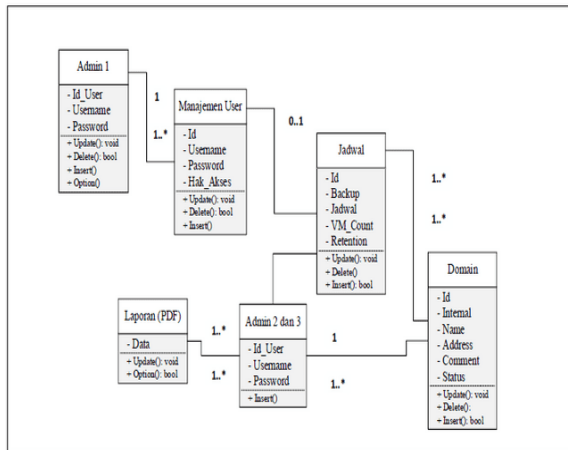 Admin 1
- Id_User
- Username
- Password
+ Update(): void
+ Delete(): bool
+ Insert()
+ Option()
1
1..*
Manajemen User
- Id
- Username
- Password
- Hak_Akses
+ Update(): void
+ Delete(): bool
+ Insert()
0..1
Jadwal
- Id
- Backup
- Jadwal
- VM_Count
- Retention
+ Update(): void
+ Delete()
+ Insert(): bool
1..*
1..*
Domain
- Id
- Internal
- Name
- Address
- Comment
- Status
+ Update(): void
+ Delete():
+ Insert(): bool
Laporan (PDF)
- Data
+ Update(): void
+ Option(): bool
1..*
1..*
Admin 2 dan 3
- Id_User
- Username
- Password
+ Insert()
1
1..*